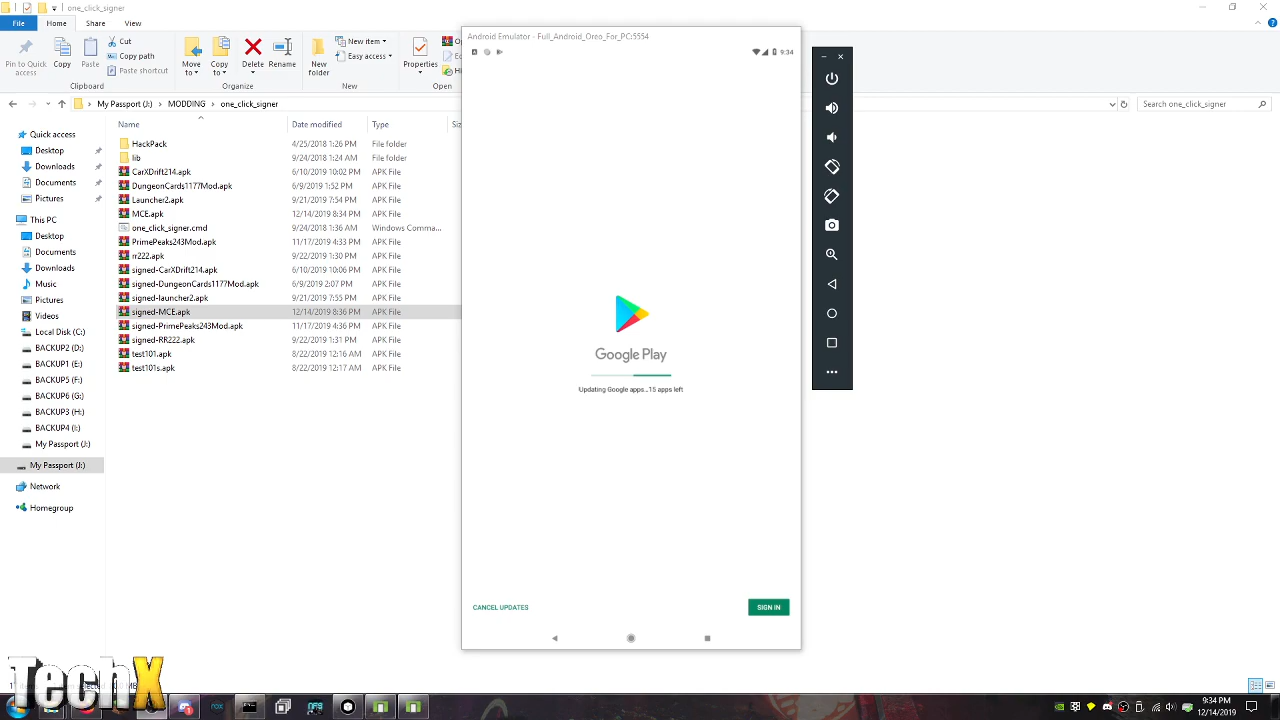 one_click_signer
File
Home
Share
View
Pin to Quick access
Copy
Paste
Cut
Copy path
Paste shortcut
Clipboard
Move to
Copy to
Delete
Rename
Organize
New folder
New item
Easy access
New
Properties
Open
My Passport (J:) > MODDING > one_click_signer
Search one_click_signer
Quick access
Desktop
Downloads
Documents
Pictures
This PC
Desktop
Documents
Downloads
Music
Pictures
Videos
Local Disk (C:)
BACKUP2 (D:)
BACKUP1 (E:)
BACKUP5 (F:)
BACKUP6 (G:)
BACKUP3 (H:)
BACKUP4 (I:)
My Passport (J:)
My Passport (J:)
Network
Homegroup
Name Date modified Type
HackPack 4/25/2018 1:26 PM File folder
lib 9/24/2018 1:24 AM File folder
CarXDrift214.apk 6/10/2019 10:02 PM APK File
DungeonCards1177Mod.apk 6/9/2019 1:52 PM APK File
Launcher2.apk 9/21/2019 7:54 PM APK File
MCE.apk 12/14/2019 8:34 PM APK File
one_click_signer.cmd 9/24/2018 1:36 AM Windows Comma...
PrimePeaks243Mod.apk 11/17/2019 4:33 PM APK File
rr222.apk 9/22/2019 1:30 PM APK File
signed-CarXDrift214.apk 6/10/2019 10:06 PM APK File
signed-DungeonCards1177Mod.apk 6/9/2019 2:07 PM APK File
signed-launcher2.apk 9/21/2019 7:55 PM APK File
signed-MCE.apk 12/14/2019 8:36 PM APK File
signed-PrimePeaks243Mod.apk 11/17/2019 4:36 PM APK File
signed-RR222.apk 9/22/2019 1:31 PM APK File
test101.apk 8/22/2019 12:16 AM APK File
test101s.apk 8/22/2019 12:17 AM APK File
Android Emulator - Full_Android_Oreo_For_PC:5554
9:34
Google Play
Updating Google apps...15 apps left
CANCEL UPDATES
SIGN IN
TechX
9:34 PM
12/14/2019